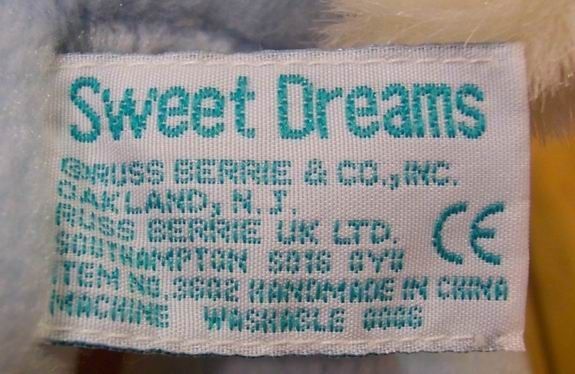 Sweet Dreams
©RUSS BERRIE & CO., INC.
OAKLAND, N.J.
RUSS BERRIE UK LTD.
CE
SOUTHAMPTON SO16 0YU
ITEM NO. 3602 HANDMADE IN CHINA
MACHINE WASHABLE